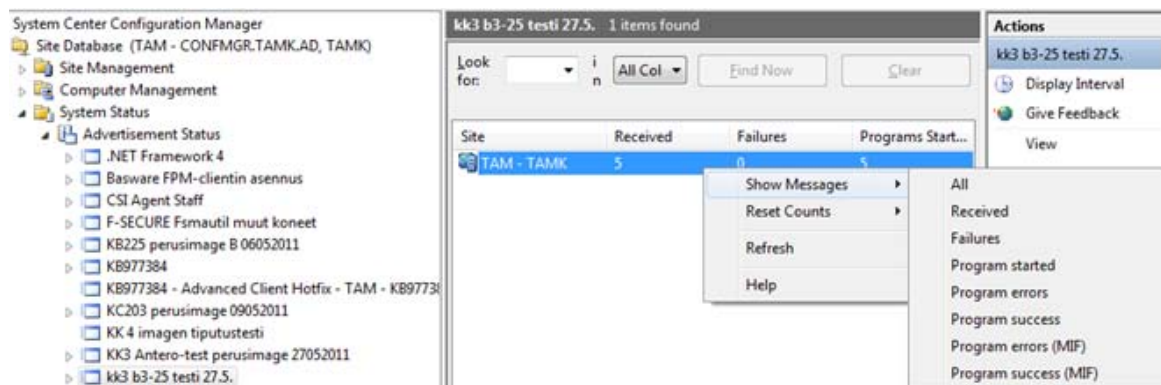 System Center Configuration Manager
Site Database (TAM - CONFMGR.TAMK.AD, TAMK)
Site Management
Computer Management
System Status
Advertisement Status
.NET Framework 4
Basware FPM-clientin asennus
CSI Agent Staff
F-SECURE Fsmautil muut koneet
KB225 perusimage B 06052011
KB977384
KB977384 - Advanced Client Hotfix - TAM - KB97738
KC203 perusimage 09052011
KK 4 imagen tiputustesti
KK3 Antero-test perusimage 27052011
kk3 b3-25 testi 27.5.
kk3 b3-25 testi 27.5. 1 items found
Look for: in All Col Find Now Clear
Site Received Failures Programs Start...
TAM - TAMK 5 0 5
Show Messages
Reset Counts
Refresh
Help
All
Received
Failures
Program started
Program errors
Program success
Program errors (MIF)
Program success (MIF)
Actions
kk3 b3-25 testi 27.5.
Display Interval
Give Feedback
View